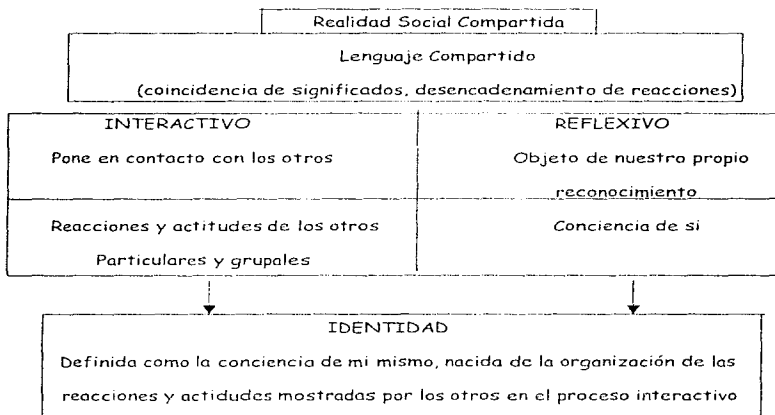 Realidad Social Compartida
Lenguaje Compartido
(coincidencia de significados, desencadenamiento de reacciones)
INTERACTIVO
Pone en contacto con los otros
REFLEXIVO
Objeto de nuestro propio
reconocimiento
Reacciones y actitudes de los otros
Particulares y grupales
Conciencia de si
IDENTIDAD
Definida como la conciencia de mi mismo, nacida de la organización de las
reacciones y actidudes mostradas por los otros en el proceso interactivo